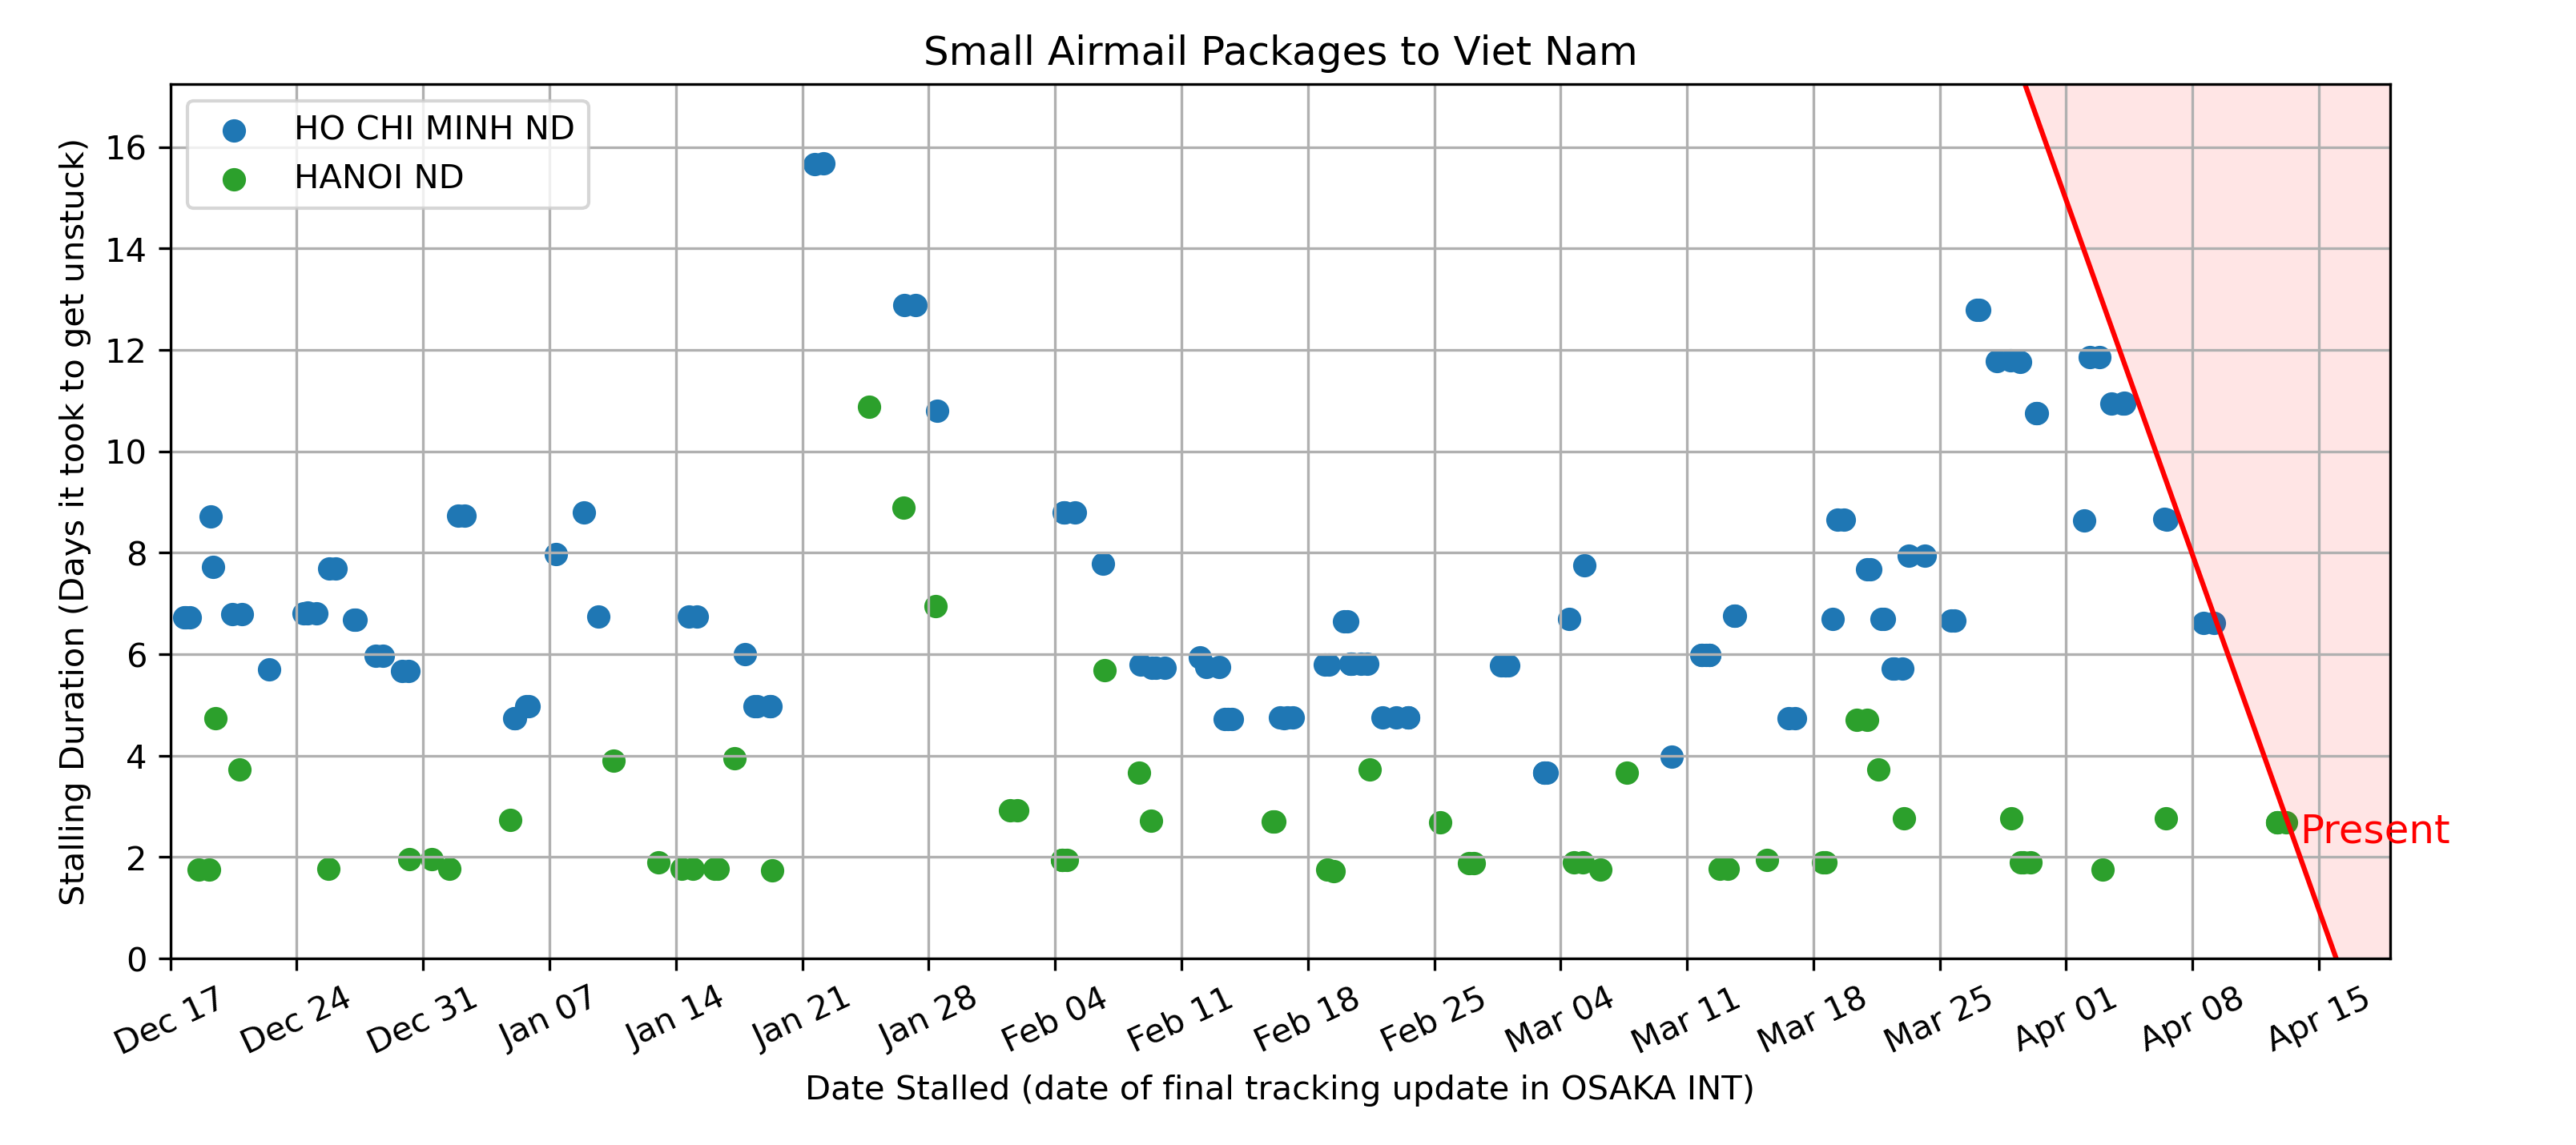 Small Airmail Packages to Viet Nam
HO CHI MINH ND
HANOI ND
Stalling Duration (Days it took to get unstuck)
16
14
12
10
8
6
4
2
0
Present
Dec 17
Dec 24
Dec 31
Jan 07
Jan 14
Jan 21
Jan 28
Feb 04
Feb 11
Feb 18
Feb 25
Mar 04
Mar 11
Mar 18
Mar 25
Apr 01
Apr 08
Apr 15
Date Stalled (date of final tracking update in OSAKA INT)